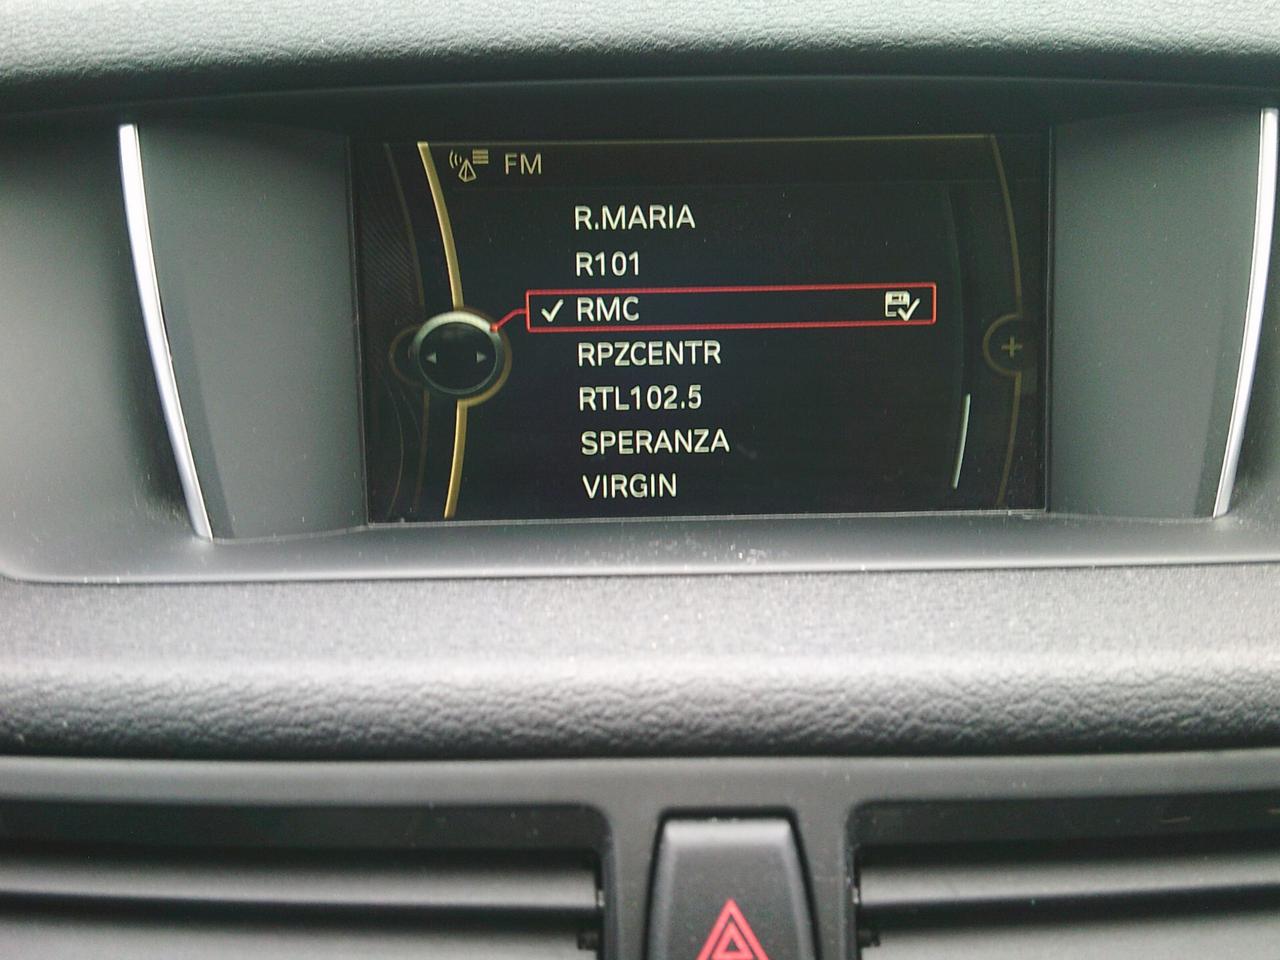 FM
R.MARIA
R101
RMC
RPZCENTR
RTL102.5
SPERANZA
VIRGIN